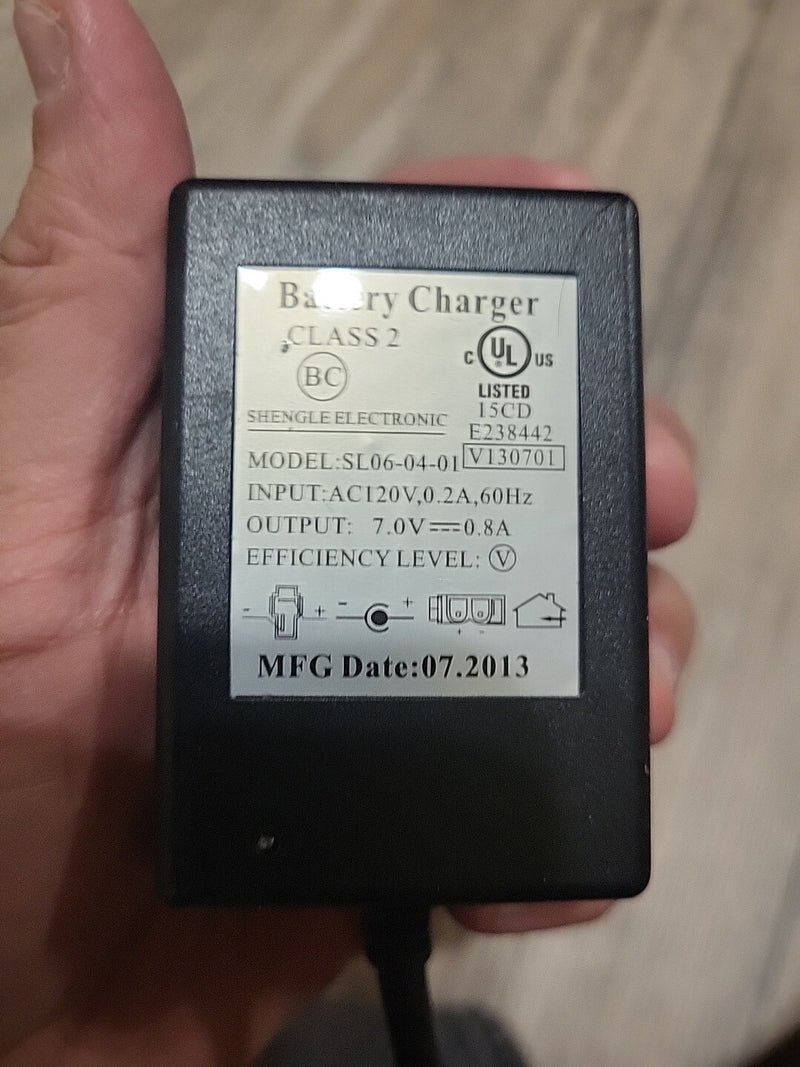 Battery Charger
CLASS 2
BC
C UL US
LISTED
15CD
E238442
SHENGLE ELECTRONIC
MODEL:SL06-04-01
V130701
INPUT:AC120V,0.2A,60Hz
OUTPUT: 7.0V⎓0.8A
EFFICIENCY LEVEL: V
- + - +
+ -
MFG Date:07.2013